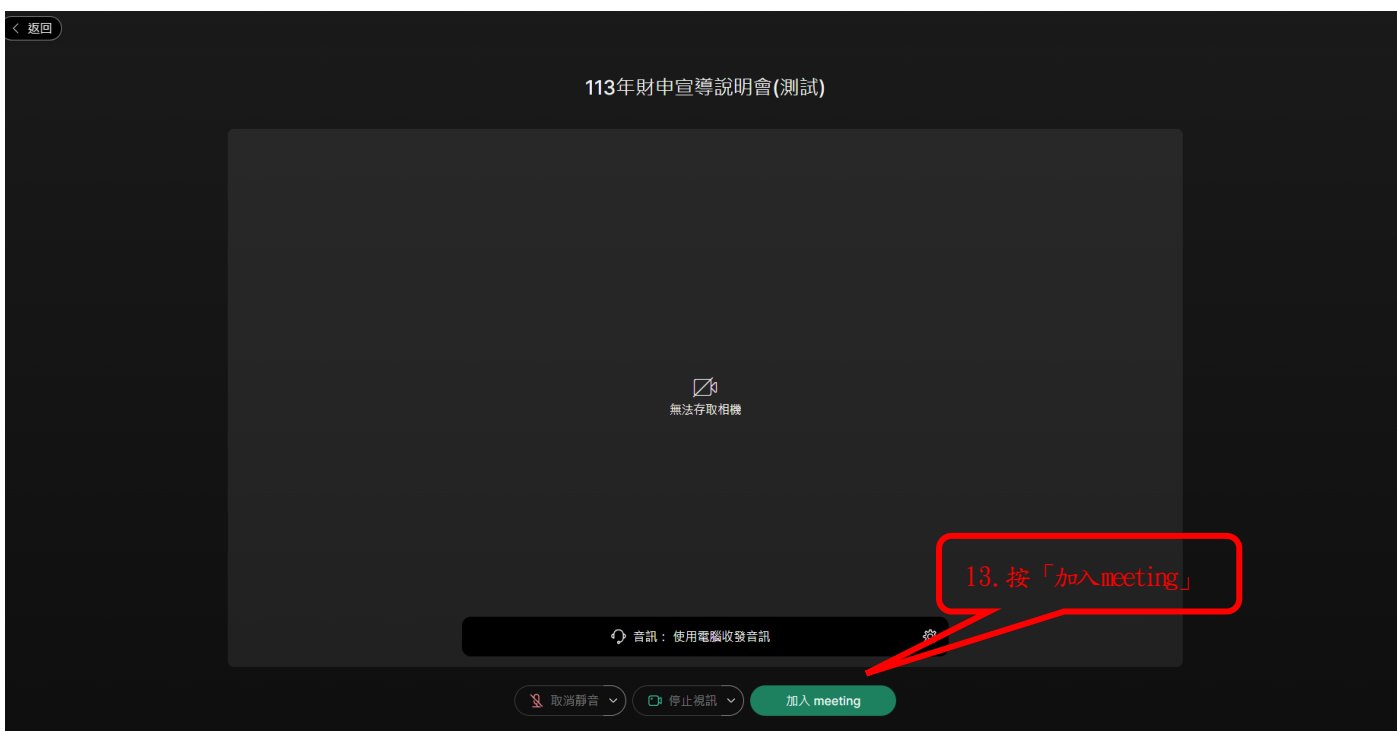 返回
113年財申宣導說明會(測試)
無法存取相機
13.按「加入meeting」
音訊： 使用電腦收發音訊
取消靜音
停止視訊
加入 meeting